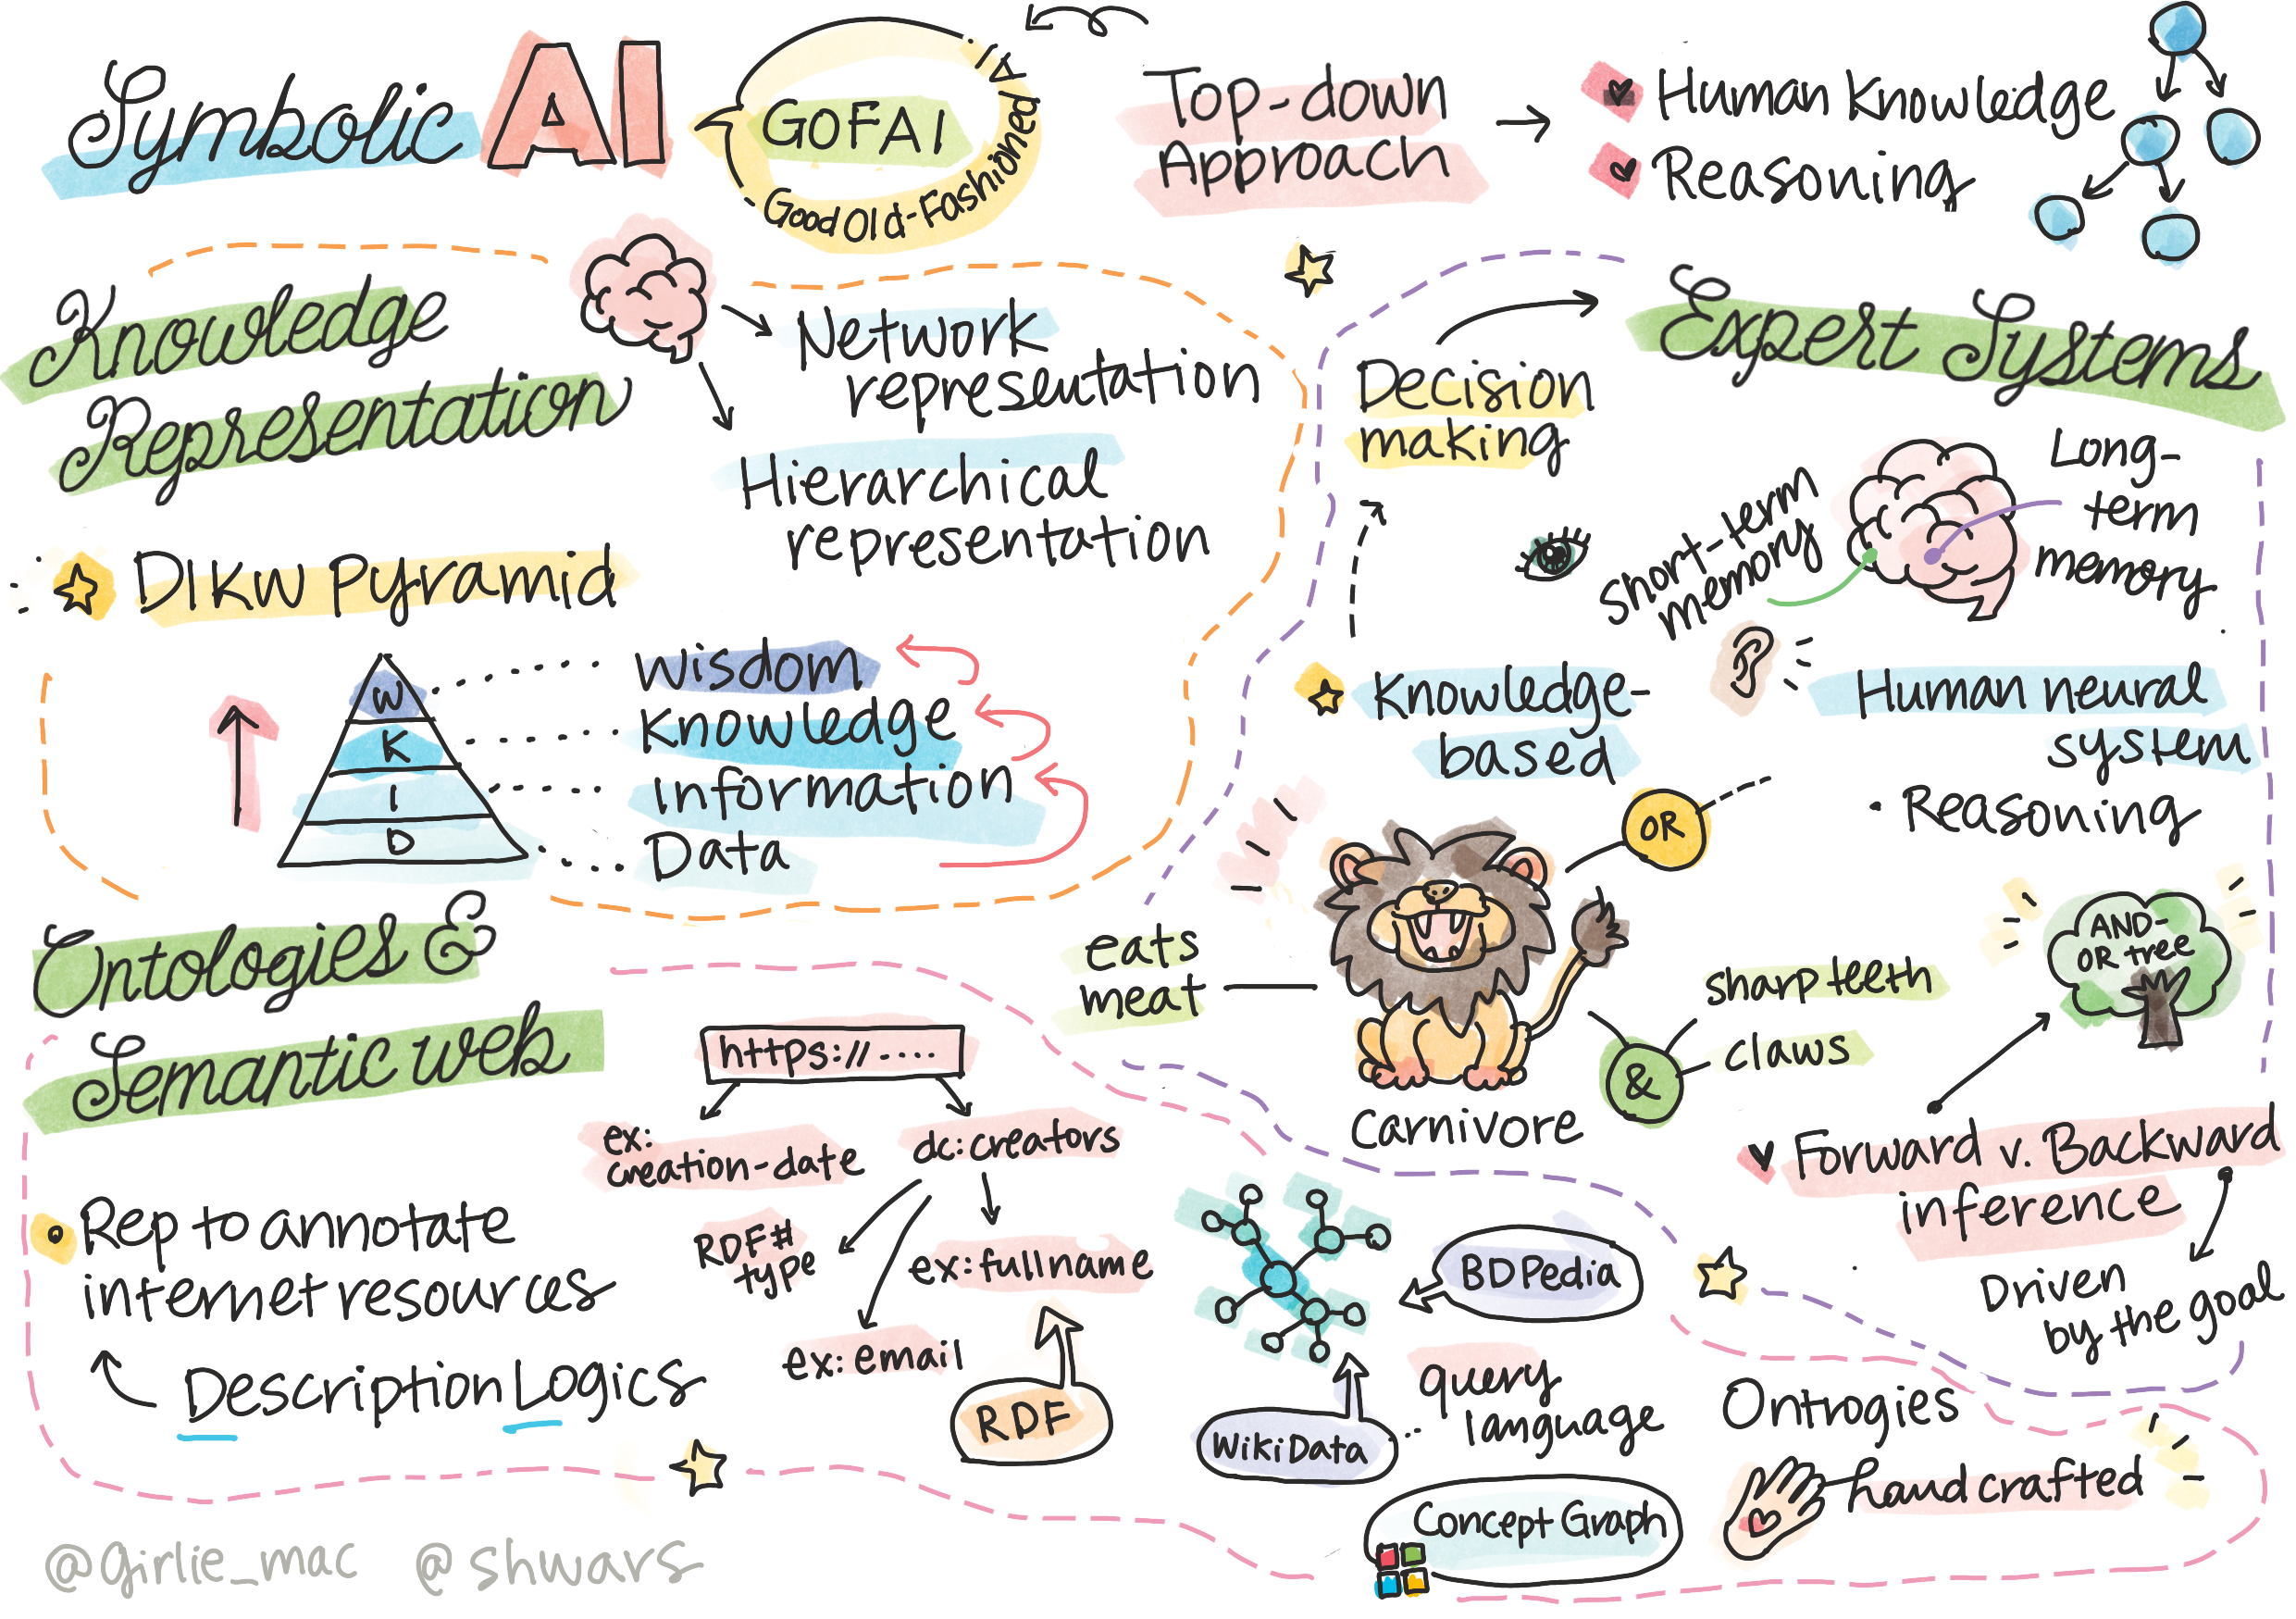 Symbolic AI
GOFAI
Good Old-Fashioned AI
Top-down
Approach
Human Knowledge
Reasoning
Knowledge
Representation
Network
representation
Hierarchical
representation
DIKW Pyramid
W
K
I
D
Wisdom
Knowledge
Information
Data
Expert Systems
Decision
making
Short-term
memory
Long-
term
memory
Knowledge-
based
Human neural
system
• Reasoning
OR
eats
meat
sharp teeth
claws
&
Carnivore
AND-
OR tree
Forward v. Backward
inference
Driven
by the goal
Ontologies &
Semantic web
https://....
ex:
creation-date
dc:creators
RDF#
type
ex:fullname
ex:email
RDF
Rep to annotate
internet resources
Description Logics
BDPedia
WikiData
query
language
Concept Graph
Ontrogies
handcrafted
@girlie_mac @shwars